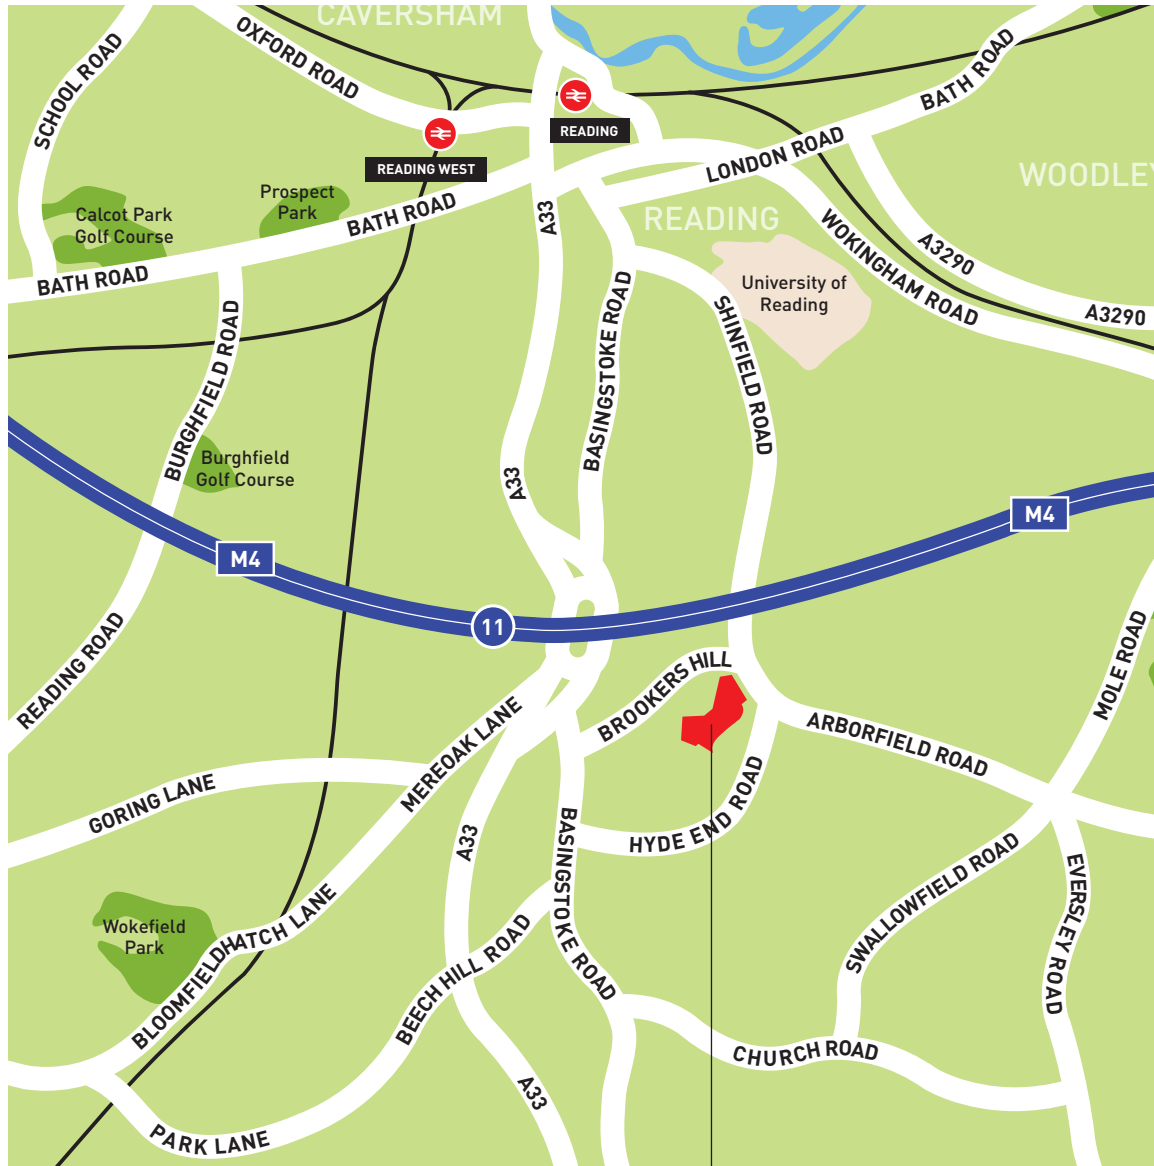 CAVERSHAM
OXFORD ROAD
SCHOOL ROAD
BATH ROAD
READING
READING WEST
LONDON ROAD
WOODLEY
Prospect
Park
Calcot Park
Golf Course
BATH ROAD
A33
READING
WOKINGHAM ROAD
A3290
BATH ROAD
University of
Reading
A3290
BURGHFIELD ROAD
BASINGSTOKE ROAD
SHINFIELD ROAD
Burghfield
Golf Course
A33
M4
M4
11
READING ROAD
MOLE ROAD
BROOKERS HILL
MEREOAK LANE
ARBORFIELD ROAD
GORING LANE
A33
BASINGSTOKE ROAD
HYDE END ROAD
SWALLOWFIELD ROAD
EVERSLEY ROAD
Wokefield
Park
HATCH LANE
BLOOMFIELD
BEECH HILL ROAD
CHURCH ROAD
A33
PARK LANE